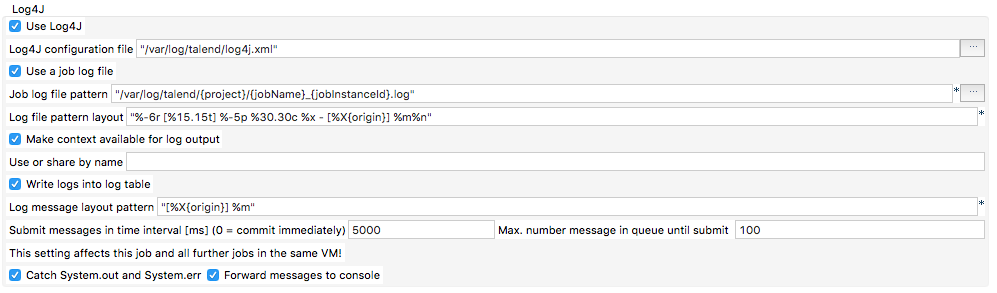 Log4J
Use Log4J
Log4J configuration file "/var/log/talend/log4j.xml" ...
Use a job log file
Job log file pattern "/var/log/talend/{project}/{jobName}_{jobInstanceId}.log" * ...
Log file pattern layout "%-6r [%15.15t] %-5p %30.30c %x - [%X{origin}] %m%n" *
Make context available for log output
Use or share by name
Write logs into log table
Log message layout pattern "[%X{origin}] %m" *
Submit messages in time interval [ms] (0 = commit immediately) 5000 Max. number message in queue until submit 100
This setting affects this job and all further jobs in the same VM!
Catch System.out and System.err Forward messages to console